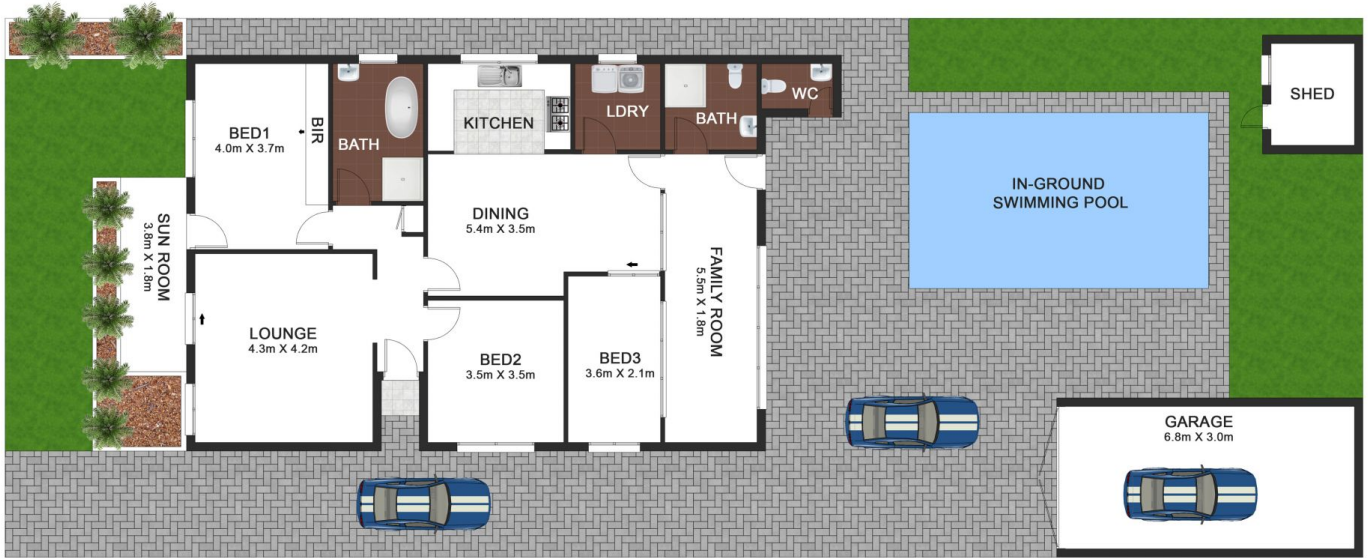 BED1
4.0m X 3.7m
BIR
BATH
KITCHEN
LDRY
BATH
WC
SHED
SUN ROOM
3.8m X 1.8m
DINING
5.4m X 3.5m
FAMILY ROOM
5.5m X 1.8m
IN-GROUND
SWIMMING POOL
LOUNGE
4.3m X 4.2m
BED2
3.5m X 3.5m
BED3
3.6m X 2.1m
GARAGE
6.8m X 3.0m